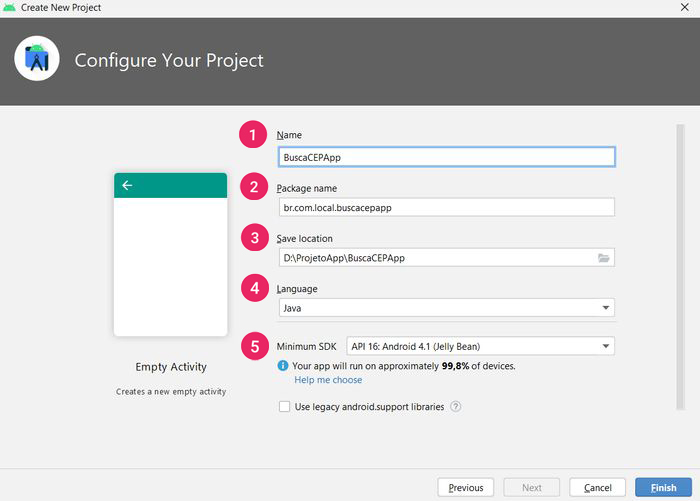 Create New Project
Configure Your Project
1 Name
BuscaCEPApp
2 Package name
br.com.local.buscacepapp
3 Save location
D:\ProjetoApp\BuscaCEPApp
4 Language
Java
5 Minimum SDK API 16: Android 4.1 (Jelly Bean)
Your app will run on approximately 99,8% of devices.
Help me choose
Use legacy android.support libraries ?
Empty Activity
Creates a new empty activity
Previous Next Cancel Finish